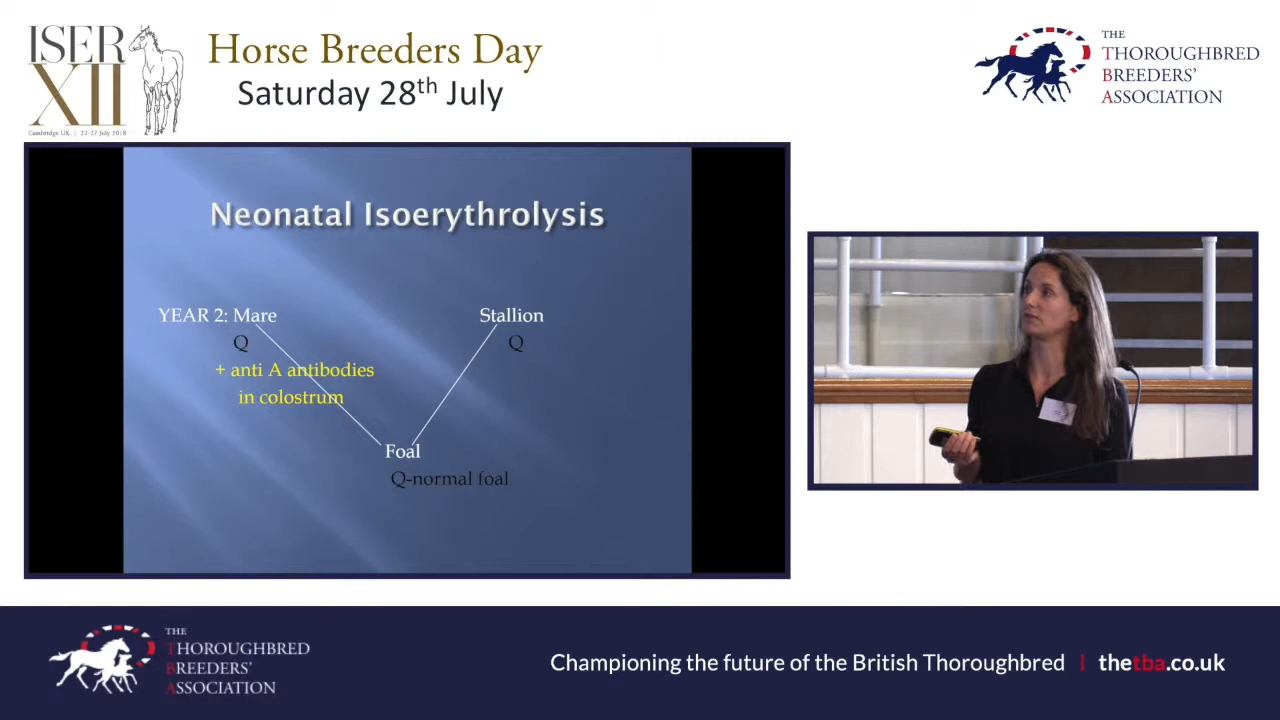 ISER
XII
Cambridge UK | 22-27 July 2018
Horse Breeders Day
Saturday 28th July
THE
THOROUGHBRED
BREEDERS'
ASSOCIATION
Neonatal Isoerythrolysis
YEAR 2: Mare
Stallion
Q
Q
+ anti A antibodies
in colostrum
Foal
Q-normal foal
THE
THOROUGHBRED
BREEDERS'
ASSOCIATION
Championing the future of the British Thoroughbred | thetba.co.uk